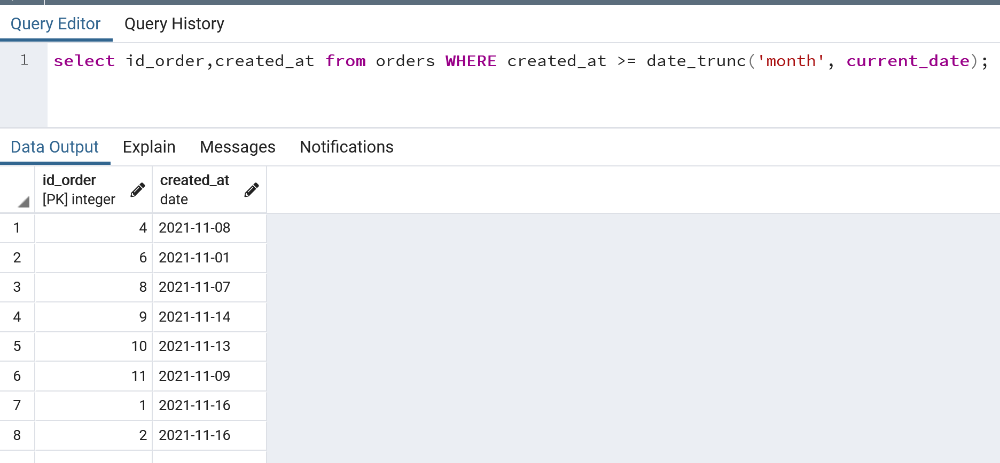 Query Editor Query History
1 select id_order,created_at from orders WHERE created_at >= date_trunc('month', current_date);
Data Output Explain Messages Notifications
id_order created_at
[PK] integer date
1 4 2021-11-08
2 6 2021-11-01
3 8 2021-11-07
4 9 2021-11-14
5 10 2021-11-13
6 11 2021-11-09
7 1 2021-11-16
8 2 2021-11-16